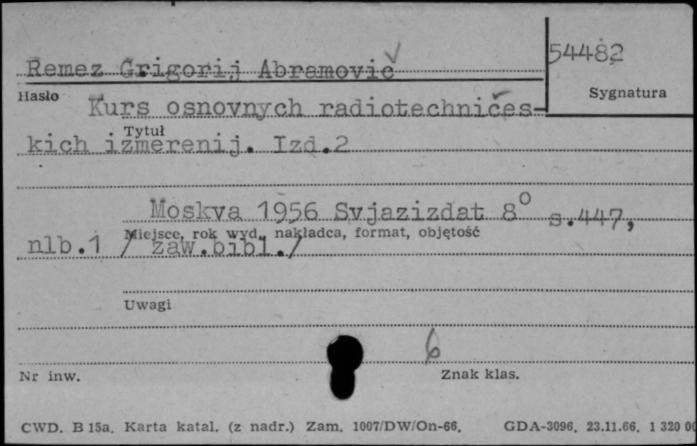 54482
Remez Grigorij Abramovič
Hasło
Sygnatura
Kurs osnovnych radiotechničes-
Tytuł
kich izmerenij. Izd.2
Moskva 1956 Svjazizdat 8° s.447,
Miejsce, rok wyd., nakładca, format, objętość
nlb.1 / zaw.bibl./
Uwagi
6
Nr inw.
Znak klas.
CWD. B 15a. Karta katal. (z nadr.) Zam. 1007/DW/On-66. GDA-3096. 23.11.66. 1 320 0